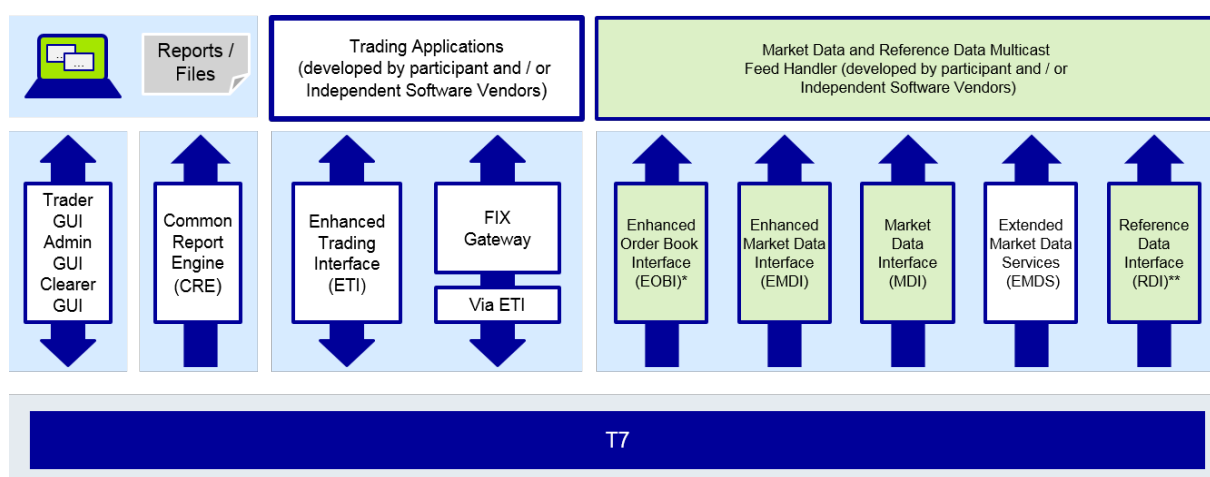 Reports /
Files
Trading Applications
(developed by participant and / or
Independent Software Vendors)
Market Data and Reference Data Multicast
Feed Handler (developed by participant and / or
Independent Software Vendors)
Trader
GUI
Admin
GUI
Clearer
GUI
Common
Report
Engine
(CRE)
Enhanced
Trading
Interface
(ETI)
FIX
Gateway
Via ETI
Enhanced
Order Book
Interface
(EOBI)*
Enhanced
Market Data
Interface
(EMDI)
Market
Data
Interface
(MDI)
Extended
Market Data
Services
(EMDS)
Reference
Data
Interface
(RDI)**
T7